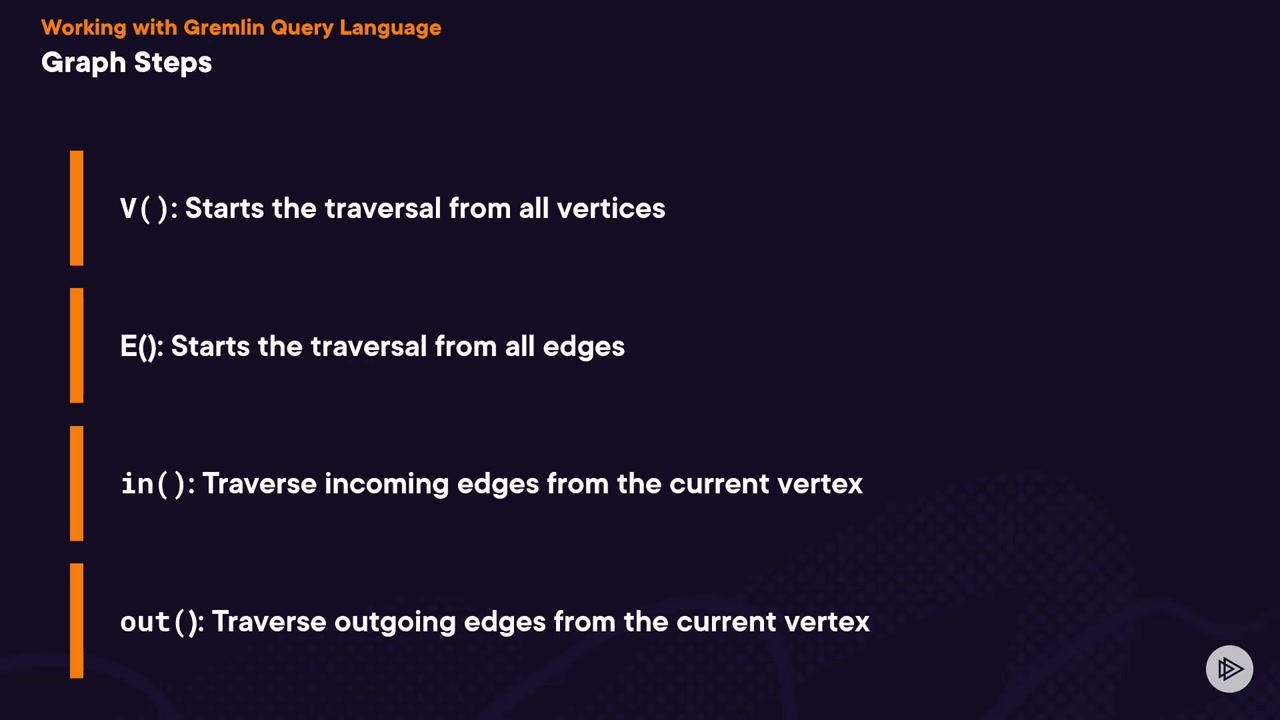 Working with Gremlin Query Language
Graph Steps
V(): Starts the traversal from all vertices
E(): Starts the traversal from all edges
in(): Traverse incoming edges from the current vertex
out(): Traverse outgoing edges from the current vertex